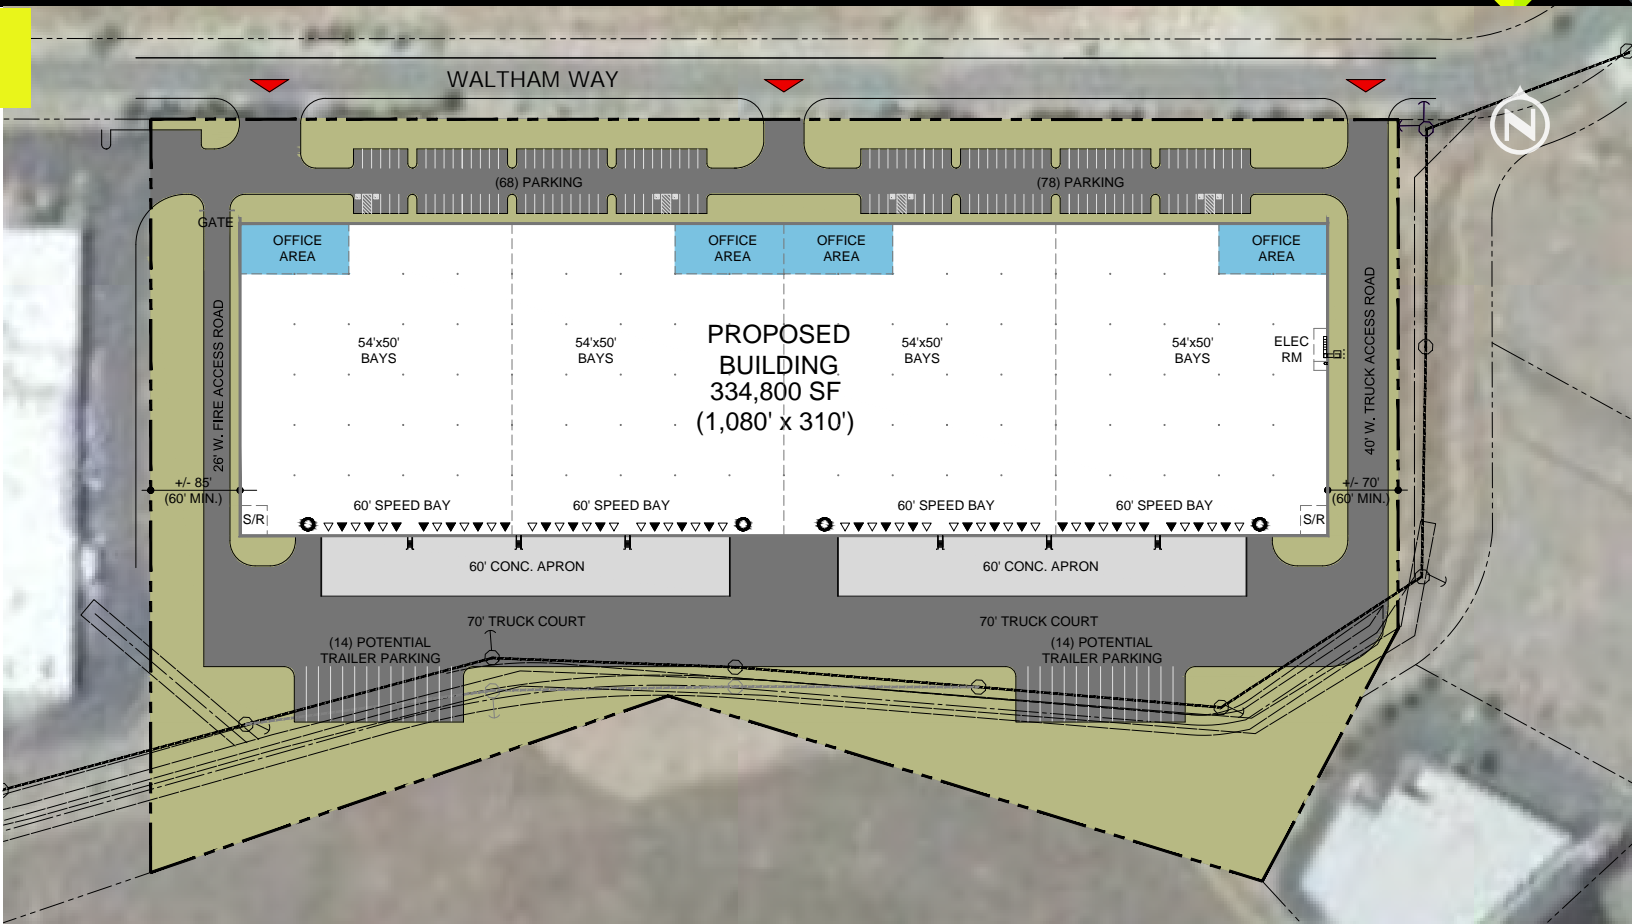 WALTHAM WAY
N
(68) PARKING
(78) PARKING
GATE
OFFICE
AREA
OFFICE
AREA
OFFICE
AREA
OFFICE
AREA
26' W. FIRE ACCESS ROAD
40' W. TRUCK ACCESS ROAD
54'x50'
BAYS
54'x50'
BAYS
PROPOSED
BUILDING
334,800 SF
(1,080' x 310')
54'x50'
BAYS
54'x50'
BAYS
ELEC
RM
+/- 85'
(60' MIN.)
+/- 70'
(60' MIN.)
S/R
60' SPEED BAY
60' SPEED BAY
60' SPEED BAY
60' SPEED BAY
S/R
60' CONC. APRON
60' CONC. APRON
70' TRUCK COURT
70' TRUCK COURT
(14) POTENTIAL
TRAILER PARKING
(14) POTENTIAL
TRAILER PARKING